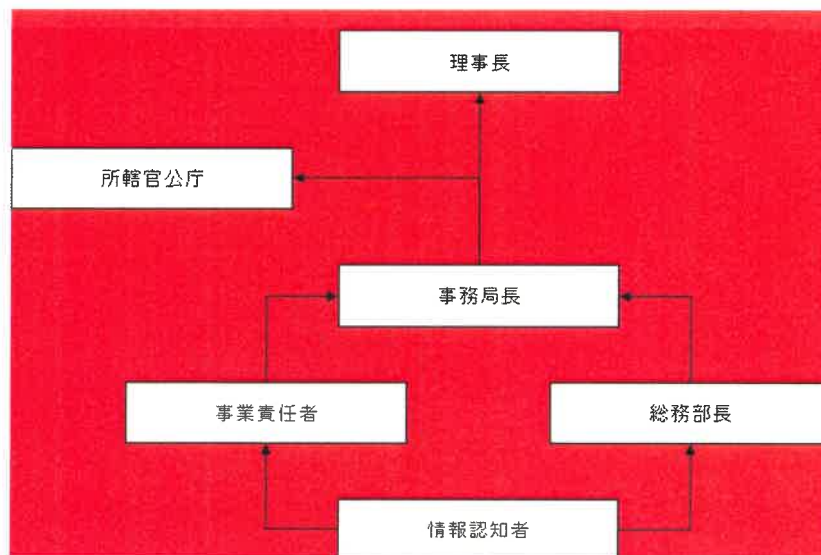 理事長
所轄官公庁
事務局長
事業責任者
総務部長
情報認知者